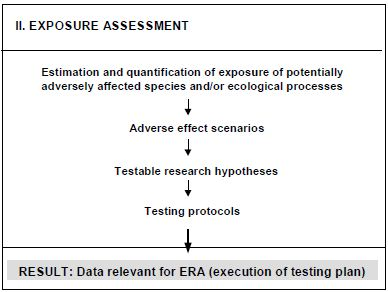 II. EXPOSURE ASSESSMENT
Estimation and quantification of exposure of potentially
adversely affected species and/or ecological processes
Adverse effect scenarios
Testable research hypotheses
Testing protocols
RESULT: Data relevant for ERA (execution of testing plan)